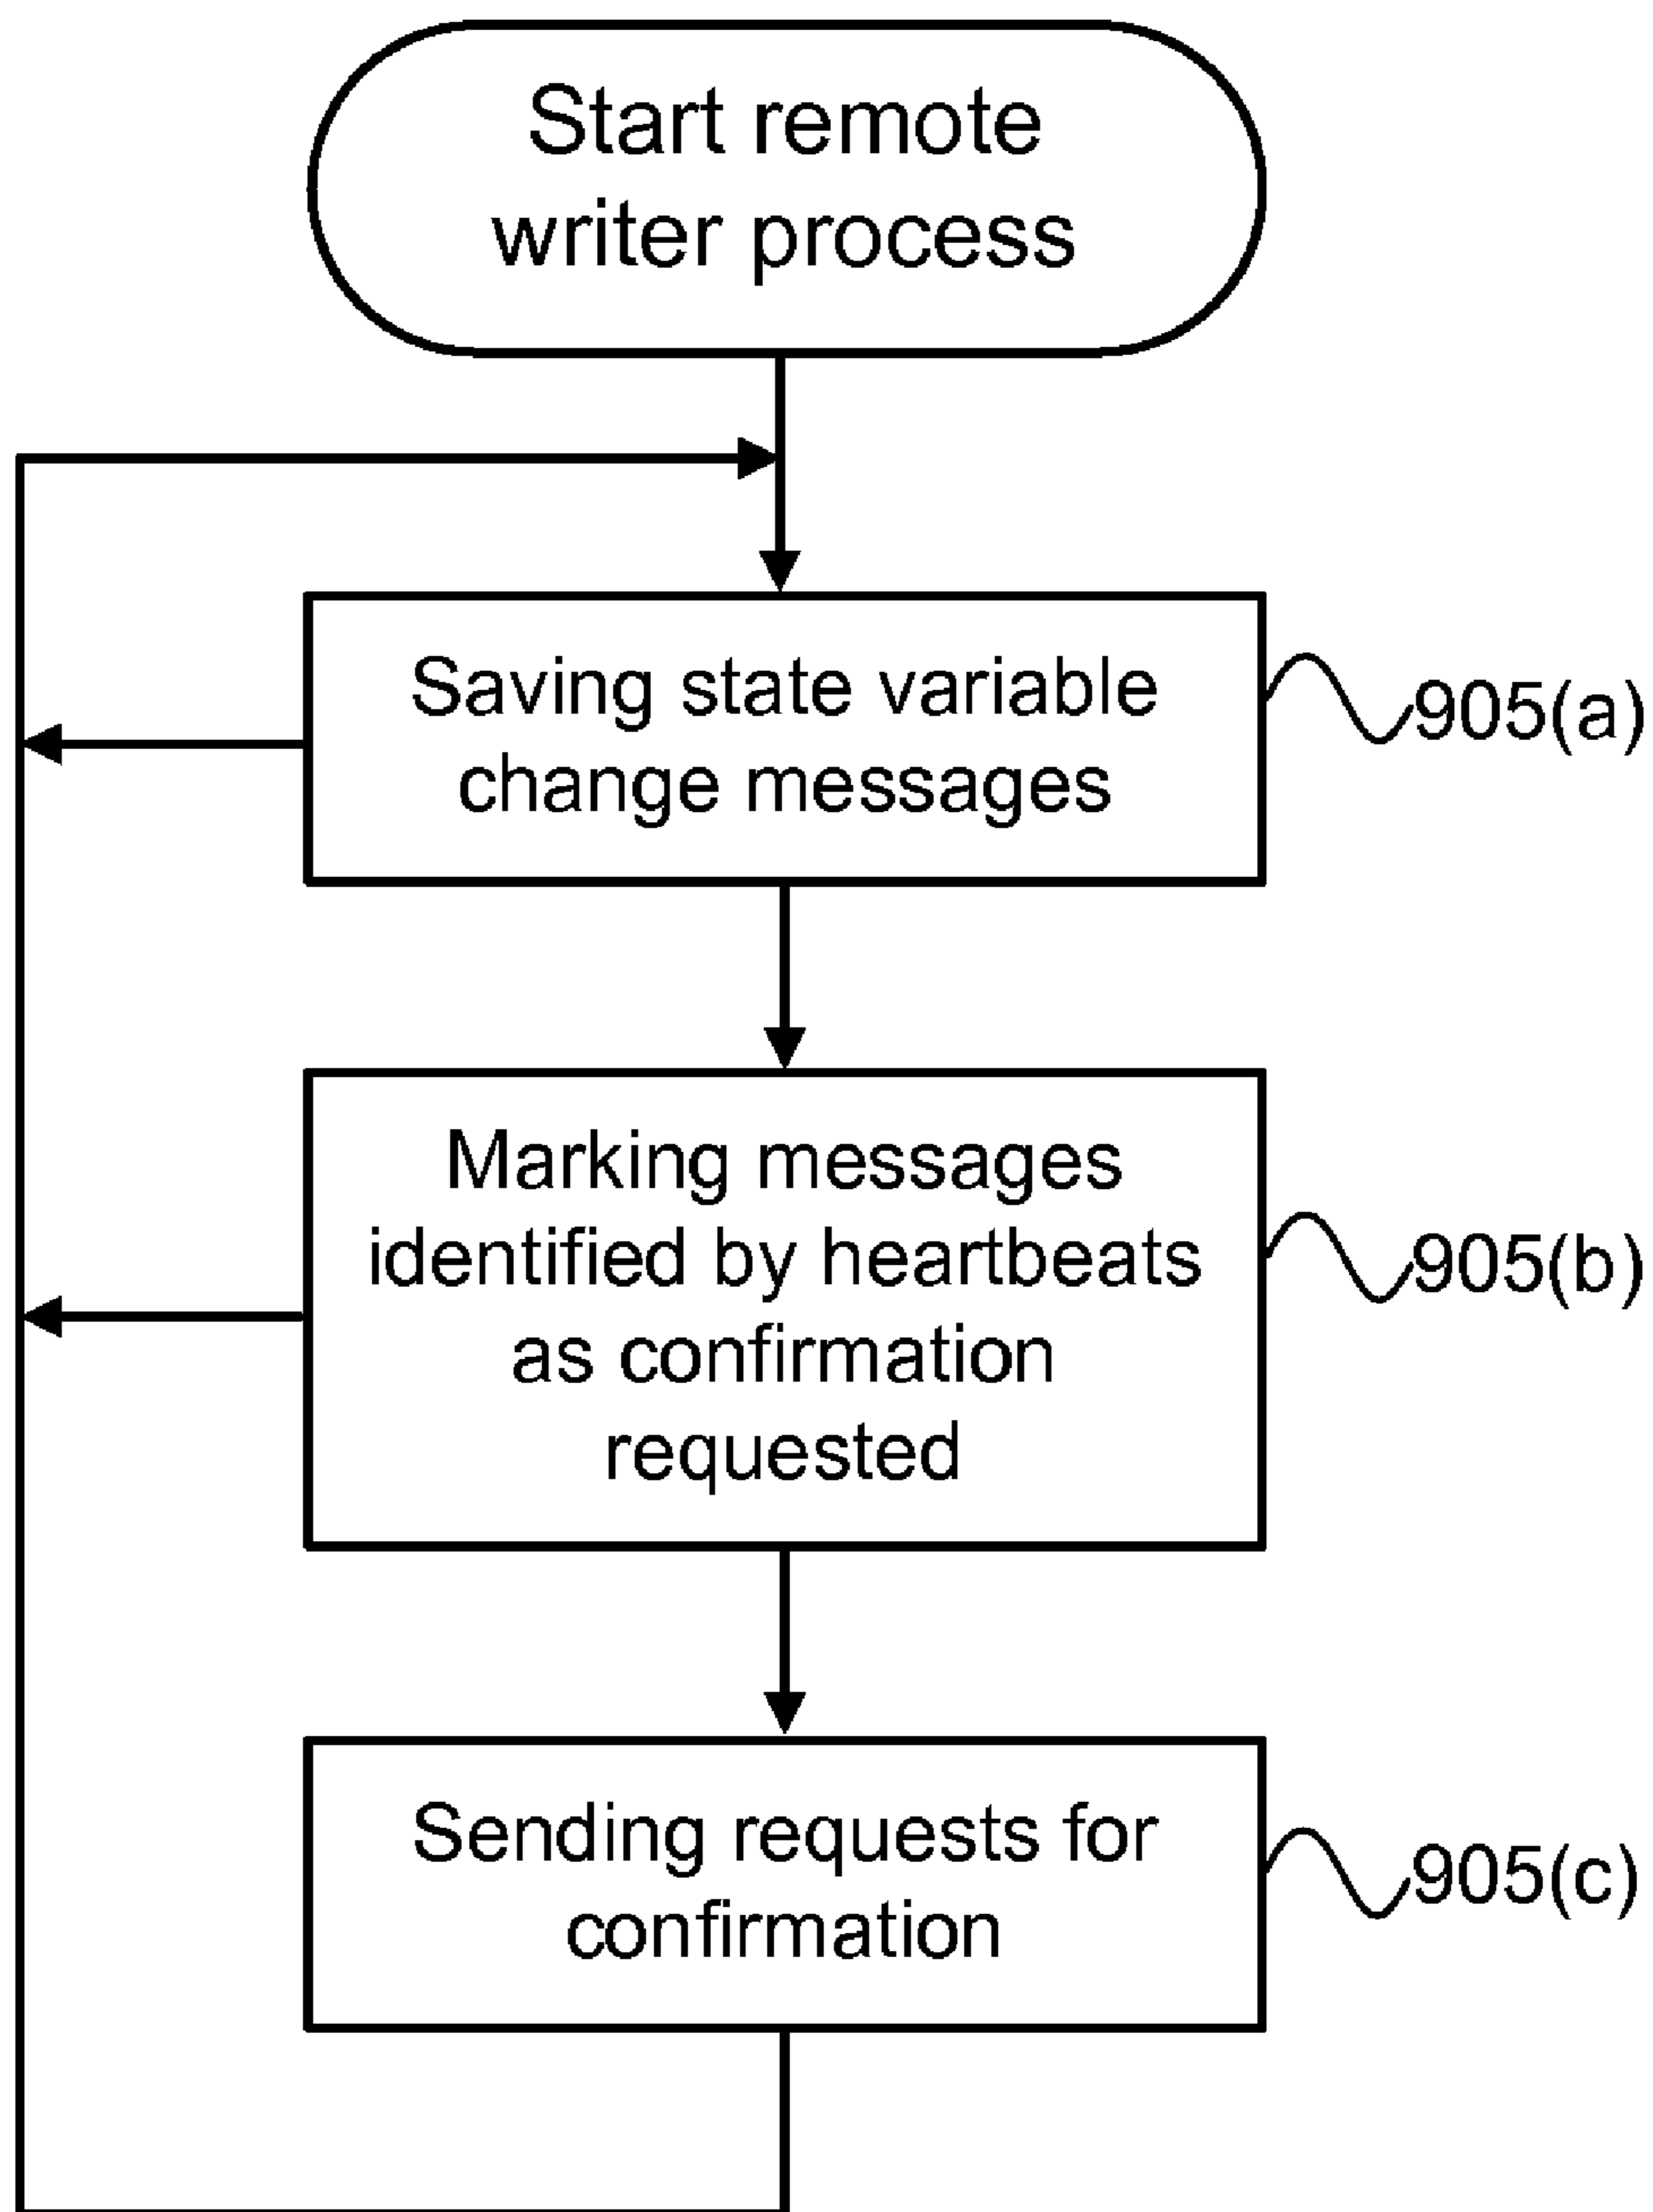 Start remote
writer process
Saving state variable
change messages
905(a)
Marking messages
identified by heartbeats
as confirmation
requested
905(b)
Sending requests for
confirmation
905(c)